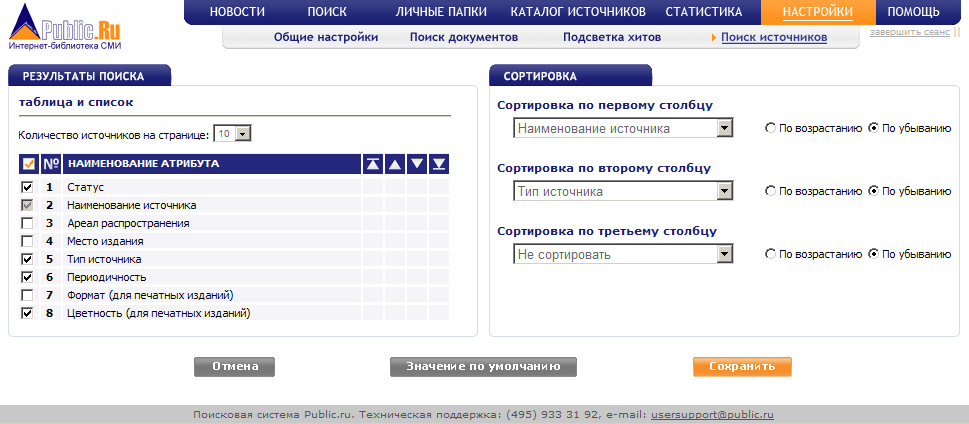 НОВОСТИ ПОИСК ЛИЧНЫЕ ПАПКИ КАТАЛОГ ИСТОЧНИКОВ СТАТИСТИКА НАСТРОЙКИ ПОМОЩЬ
Public.Ru
Интернет-библиотека СМИ
Общие настройки Поиск документов Подсветка хитов Поиск источников
завершить сеанс
РЕЗУЛЬТАТЫ ПОИСКА
таблица и список
Количество источников на странице: 10
№ НАИМЕНОВАНИЕ АТРИБУТА
1 Статус
2 Наименование источника
3 Ареал распространения
4 Место издания
5 Тип источника
6 Периодичность
7 Формат (для печатных изданий)
8 Цветность (для печатных изданий)
СОРТИРОВКА
Сортировка по первому столбцу
Наименование источника По возрастанию По убыванию
Сортировка по второму столбцу
Тип источника По возрастанию По убыванию
Сортировка по третьему столбцу
Не сортировать По возрастанию По убыванию
Отмена Значение по умолчанию Сохранить
Поисковая система Public.ru. Техническая поддержка: (495) 933 31 92, e-mail: usersupport@public.ru